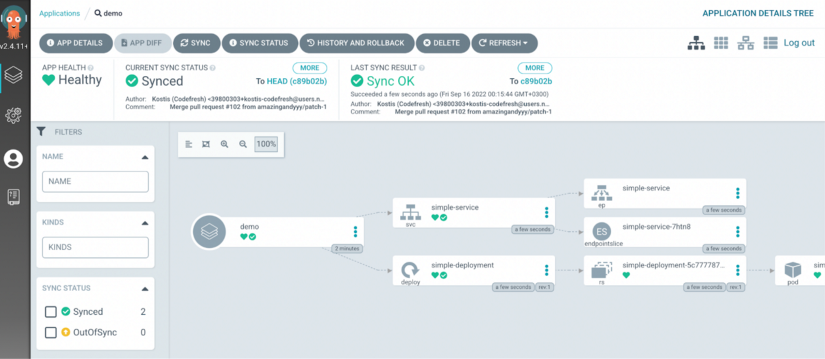 Applications / demo
APPLICATION DETAILS TREE
v2.4.11+
APP DETAILS
APP DIFF
SYNC
SYNC STATUS
HISTORY AND ROLLBACK
DELETE
REFRESH
Log out
APP HEALTH
Healthy
CURRENT SYNC STATUS
MORE
Synced
To HEAD (c89b02b)
Author: Kostis (Codefresh) <39800303+kostis-codefresh@users.n...
Comment: Merge pull request #102 from amazingandyyy/patch-1
LAST SYNC RESULT
MORE
Sync OK
To c89b02b
Succeeded a few seconds ago (Fri Sep 16 2022 00:15:44 GMT+0300)
Author: Kostis (Codefresh) <39800303+kostis-codefresh@users.n...
Comment: Merge pull request #102 from amazingandyyy/patch-1
FILTERS
NAME
NAME
KINDS
KINDS
SYNC STATUS
Synced 2
OutOfSync 0
100%
demo
2 minutes
simple-service
svc
a few seconds
simple-deployment
deploy
a few seconds
rev:1
simple-service
ep
a few seconds
ES
simple-service-7htn8
endpointslice
a few seconds
simple-deployment-5c777787...
rs
a few seconds
rev:1
sim
pod